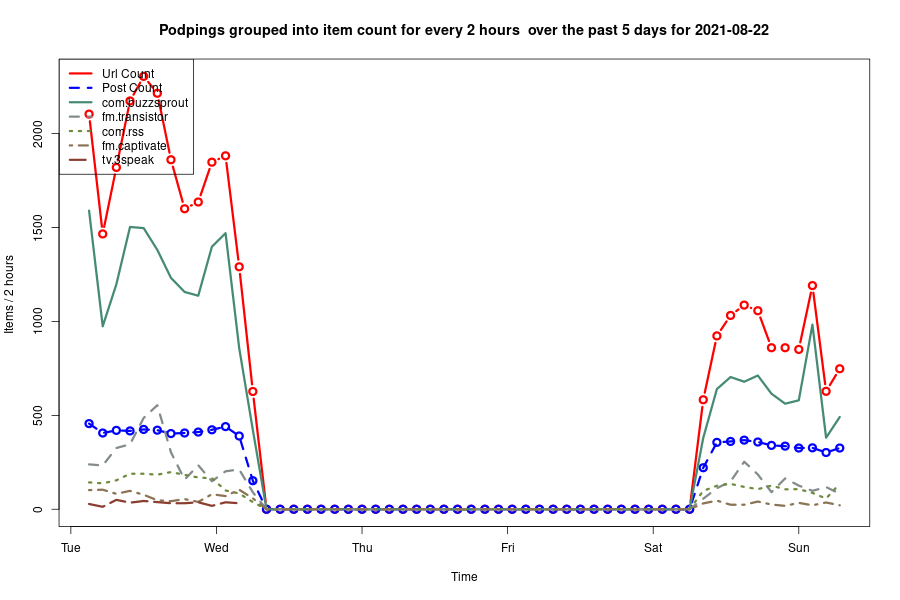 Podpings grouped into item count for every 2 hours  over the past 5 days for 2021-08-22
Url Count
Post Count
com.buzzsprout
fm.transistor
com.rss
fm.captivate
tv.3speak
Items / 2 hours
2000
1500
1000
500
0
Tue Wed Thu Fri Sat Sun
Time